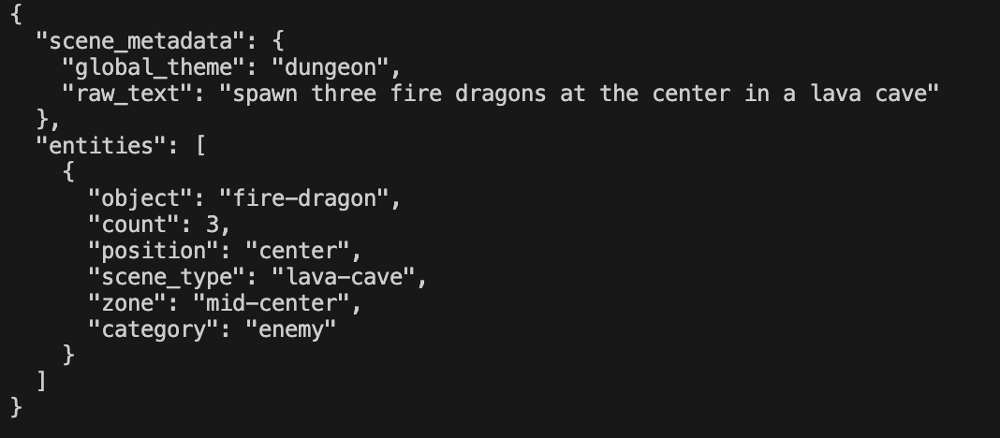 {
  "scene_metadata": {
    "global_theme": "dungeon",
    "raw_text": "spawn three fire dragons at the center in a lava cave"
  },
  "entities": [
    {
      "object": "fire-dragon",
      "count": 3,
      "position": "center",
      "scene_type": "lava-cave",
      "zone": "mid-center",
      "category": "enemy"
    }
  ]
}